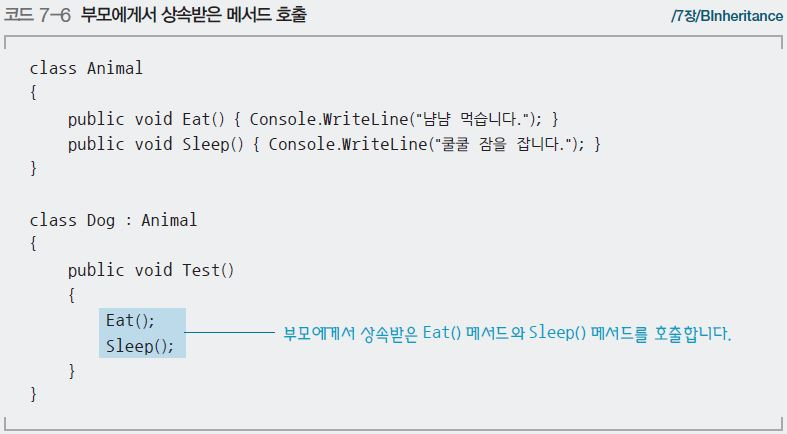 코드 7-6 부모에게서 상속받은 메서드 호출 /7장/BInheritance
class Animal
{
public void Eat() { Console.WriteLine("냠냠 먹습니다."); }
public void Sleep() { Console.WriteLine("쿨쿨 잠을 잡니다."); }
}
class Dog : Animal
{
public void Test()
{
Eat();
Sleep();
부모에게서 상속받은 Eat() 메서드와 Sleep() 메서드를 호출합니다.
}
}